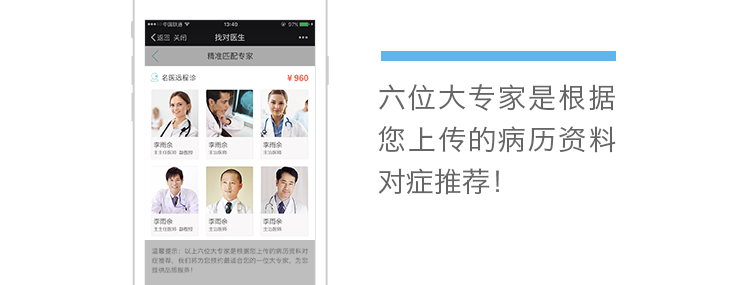 中国联通 13:40 97%
返回 关闭 找对医生
精准匹配专家
名医远程诊 ¥ 960
李雨余 李雨余 李雨余
主主任医师 副教授 主治医师 主治医师
李雨余 李雨余 李雨余
主主任医师 副教授 主治医师 主治医师
温馨提示：以上六位大专家是根据您上传的病历资料对
症推荐，我们将为您预约最适合您的一位大专家，为您
提供品质服务！
六位大专家是根据
您上传的病历资料
对症推荐！